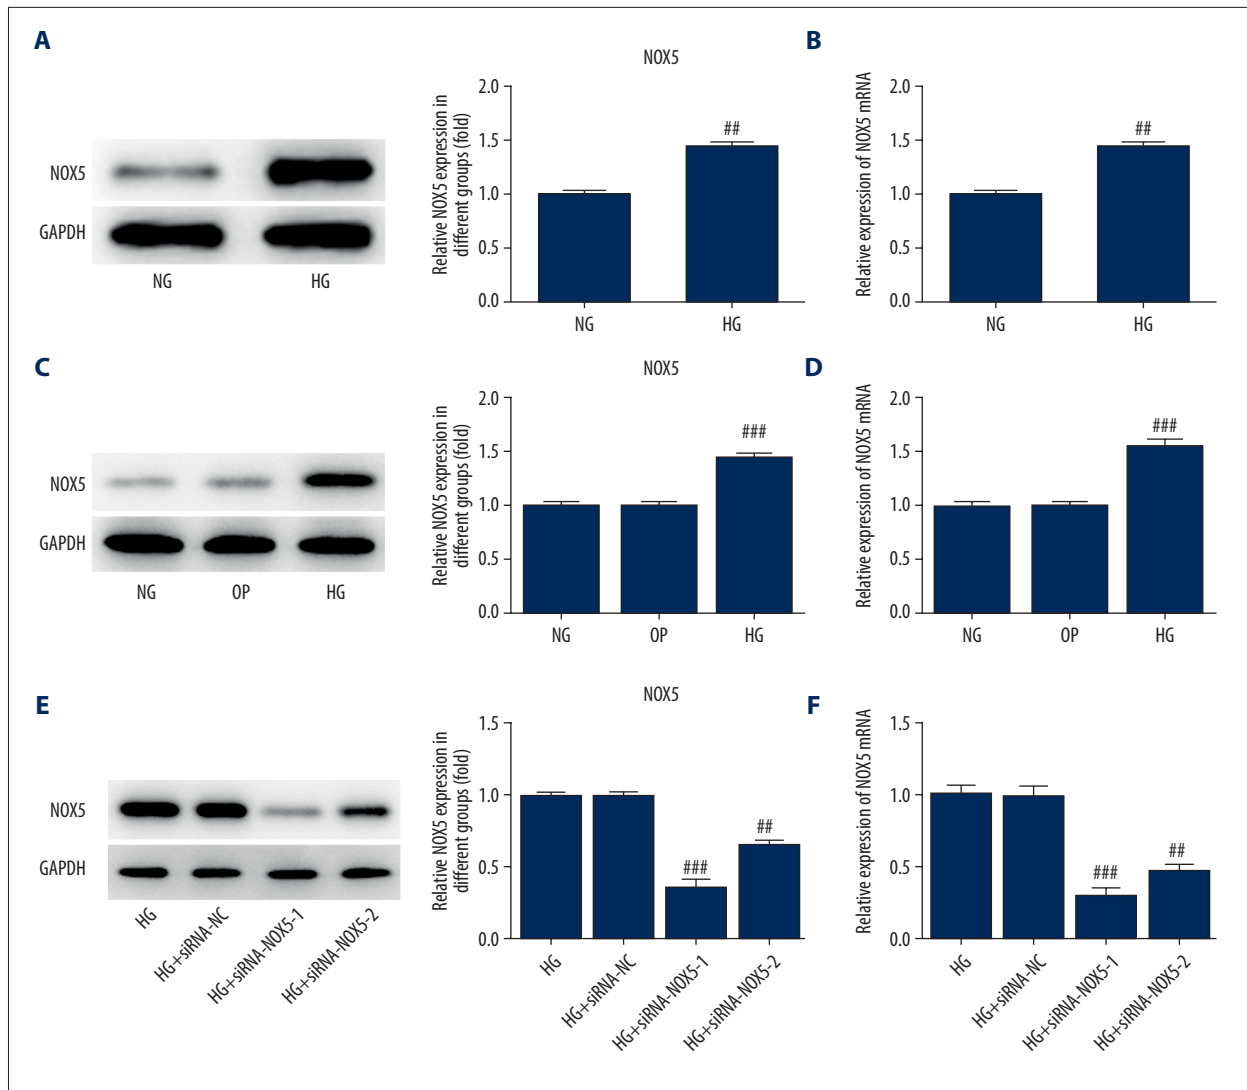 A
NOX5
GAPDH
NG
HG
NOX5
Relative NOX5 expression in
different groups (fold)
2.0
1.5
1.0
0.5
0.0
##
NG
HG
B
Relative expression of NOX5 mRNA
2.0
1.5
1.0
0.5
0.0
##
NG
HG
C
NOX5
GAPDH
NG
OP
HG
NOX5
Relative NOX5 expression in
different groups (fold)
2.0
1.5
1.0
0.5
0.0
###
NG
OP
HG
D
Relative expression of NOX5 mRNA
2.0
1.5
1.0
0.5
0.0
###
NG
OP
HG
E
NOX5
GAPDH
HG
HG+siRNA-NC
HG+siRNA-NOX5-1
HG+siRNA-NOX5-2
NOX5
Relative NOX5 expression in
different groups (fold)
1.5
1.0
0.5
0.0
###
##
HG
HG+siRNA-NC
HG+siRNA-NOX5-1
HG+siRNA-NOX5-2
F
Relative expression of NOX5 mRNA
1.5
1.0
0.5
0.0
###
##
HG
HG+siRNA-NC
HG+siRNA-NOX5-1
HG+siRNA-NOX5-2